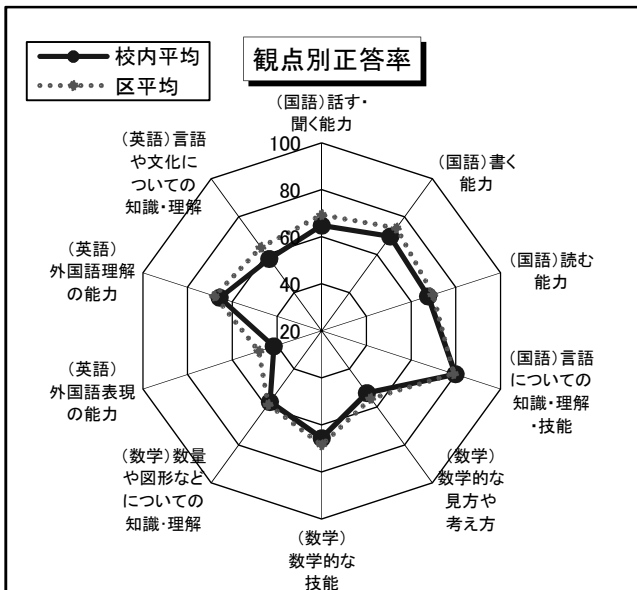 観点別正答率
校内平均
区平均
(国語)話す・
聞く能力
(国語)書く
能力
(国語)読む
能力
(国語)言語
についての
知識・理解
・技能
(数学)
数学的な
見方や
考え方
(数学)
数学的な
技能
(数学)数量
や図形など
についての
知識・理解
(英語)
外国語表現
の能力
(英語)
外国語理解
の能力
(英語)言語
や文化に
ついての
知識・理解
100
80
60
40
20